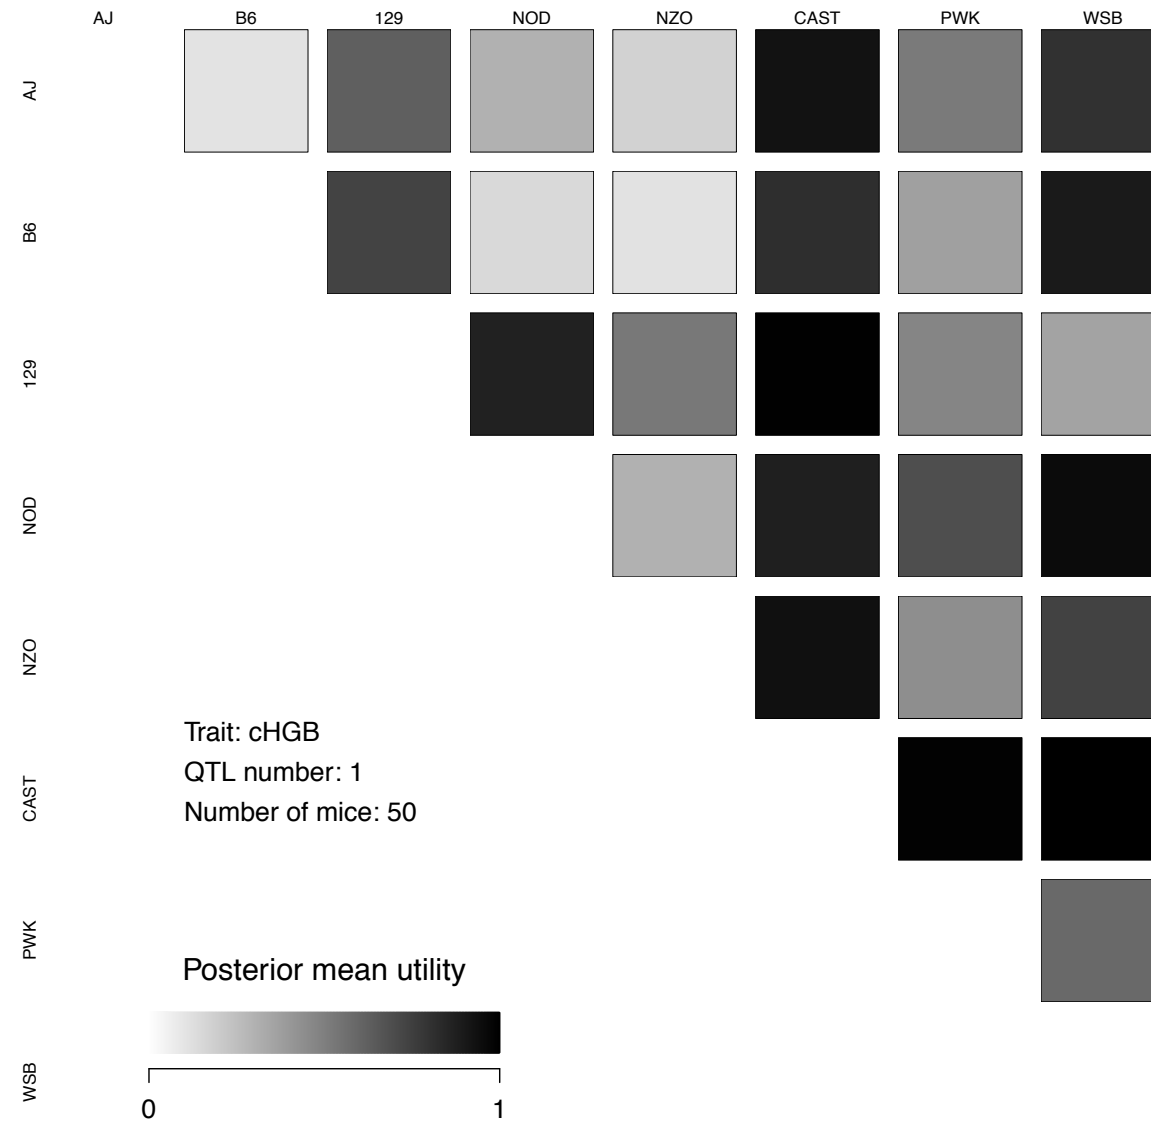 AJ B6 129 NOD NZO CAST PWK WSB
AJ
B6
129
NOD
NZO
Trait: cHGB
QTL number: 1
Number of mice: 50
CAST
PWK
Posterior mean utility
WSB
0 1